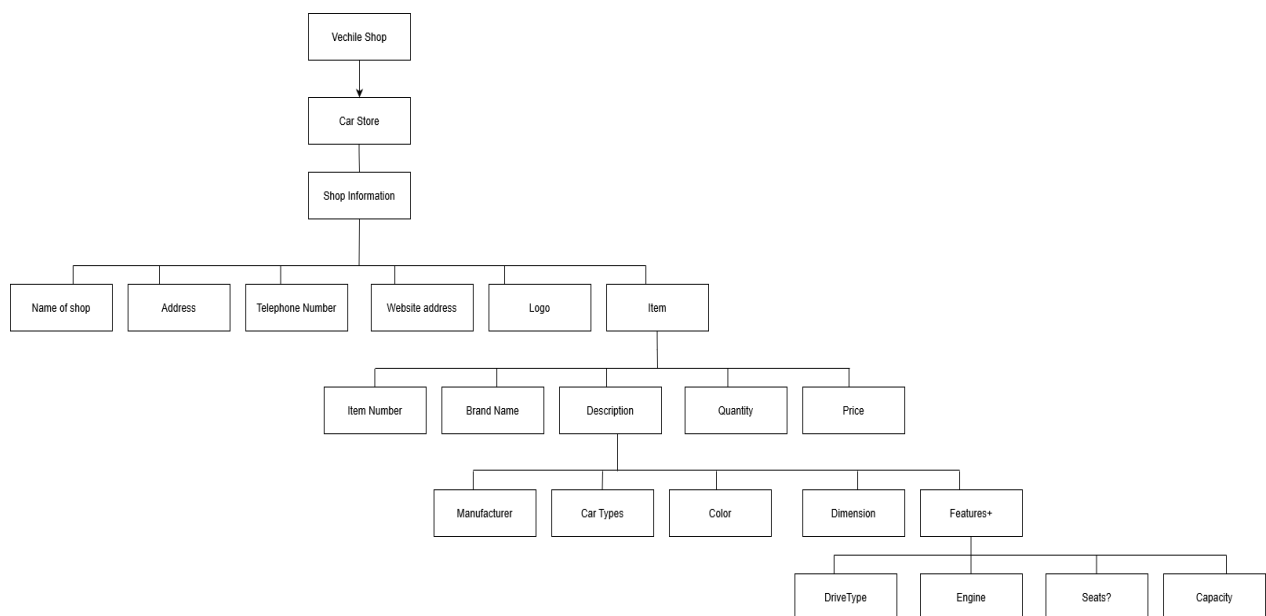 Vechile Shop
Car Store
Shop Information
Name of shop
Address
Telephone Number
Website address
Logo
Item
Item Number
Brand Name
Description
Quantity
Price
Manufacturer
Car Types
Color
Dimension
Features+
DriveType
Engine
Seats?
Capacity